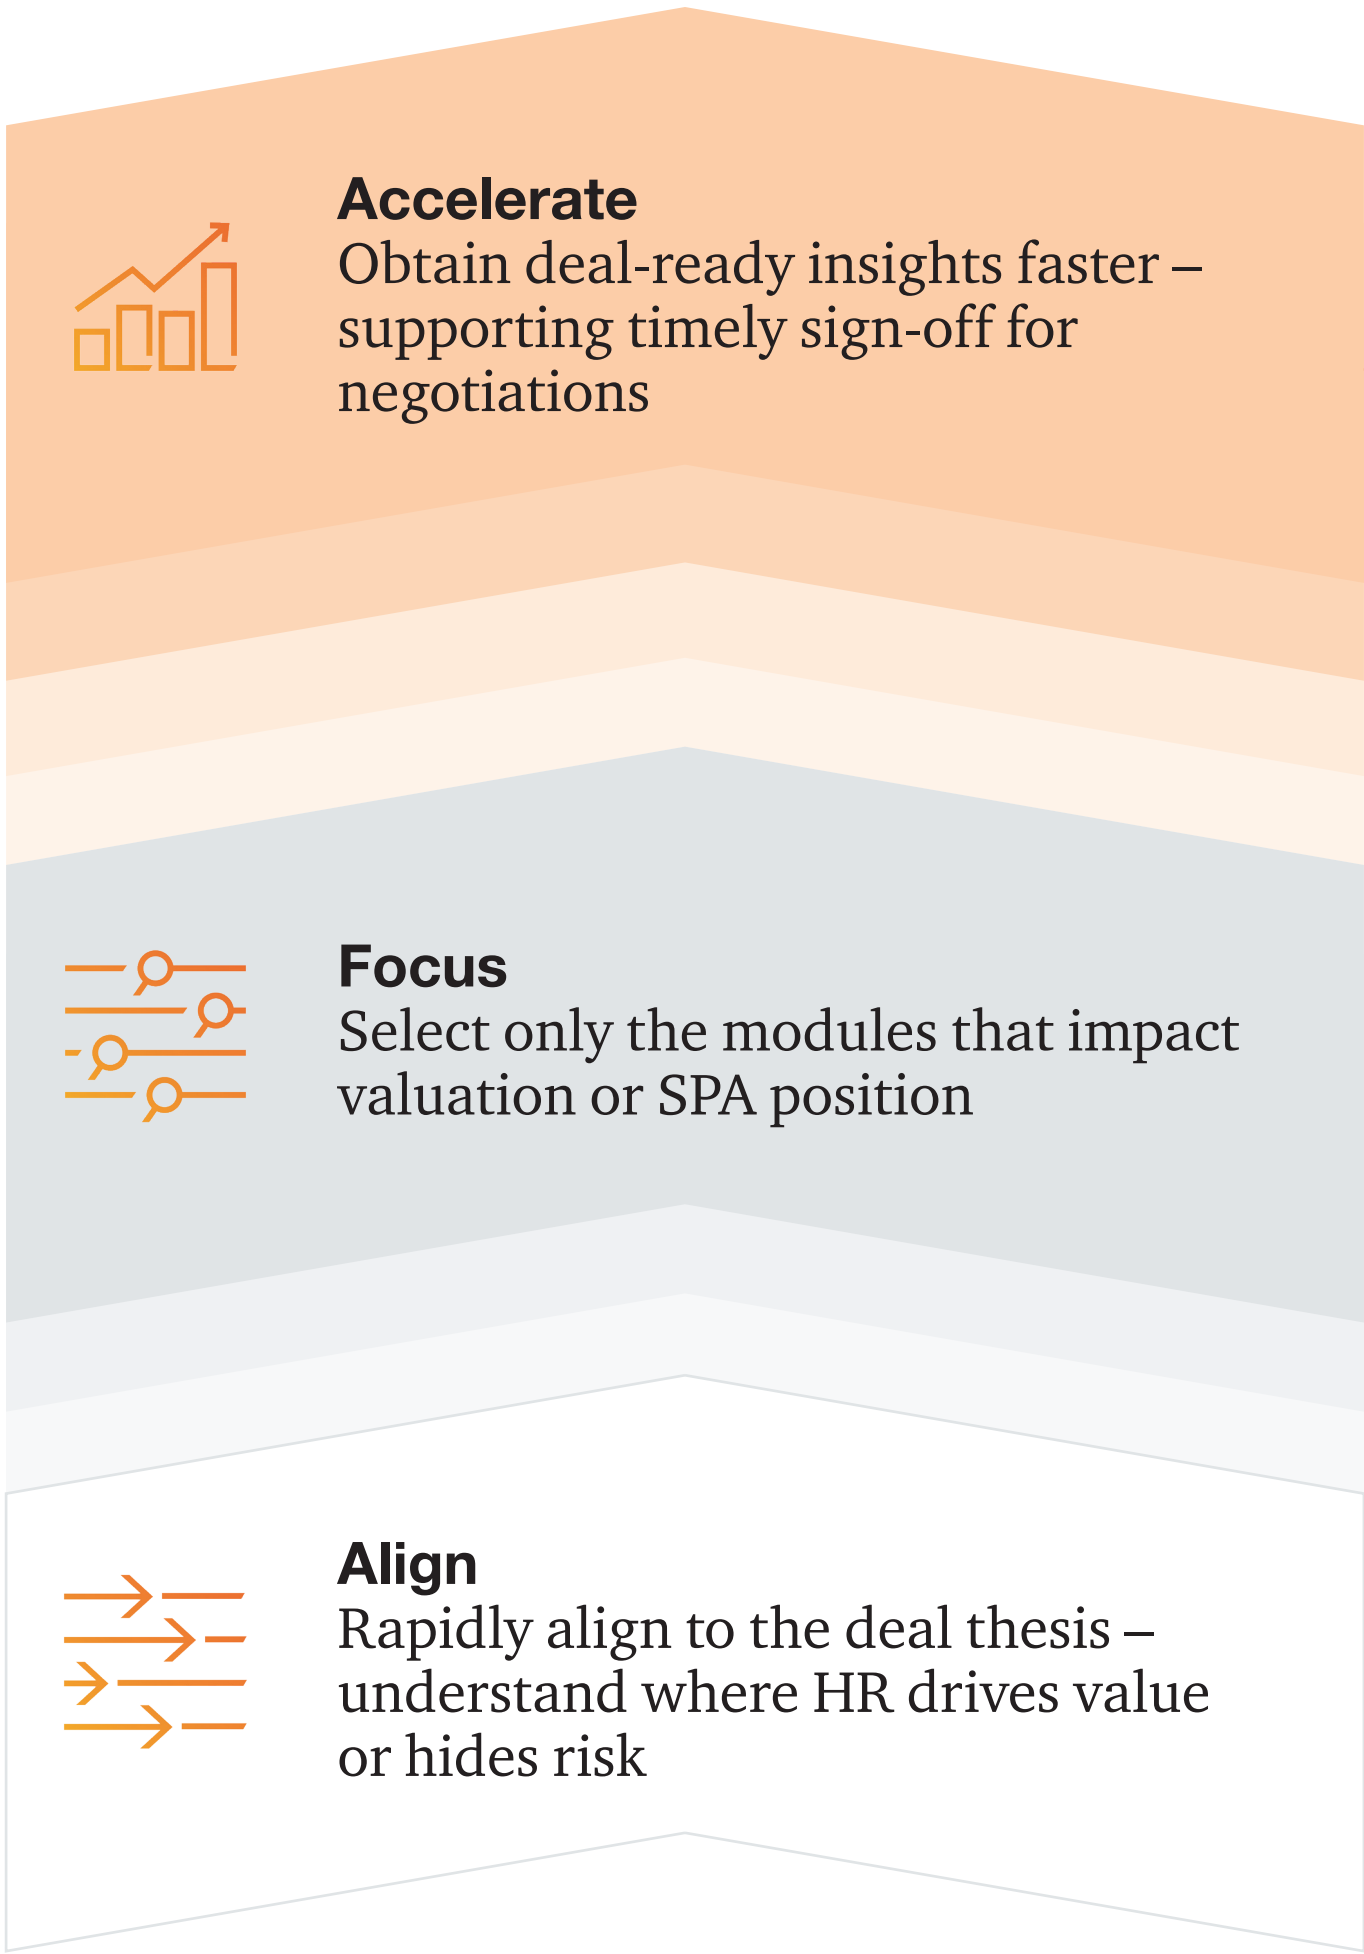 Accelerate
Obtain deal-ready insights faster –
supporting timely sign-off for
negotiations
Focus
Select only the modules that impact
valuation or SPA position
Align
Rapidly align to the deal thesis –
understand where HR drives value
or hides risk